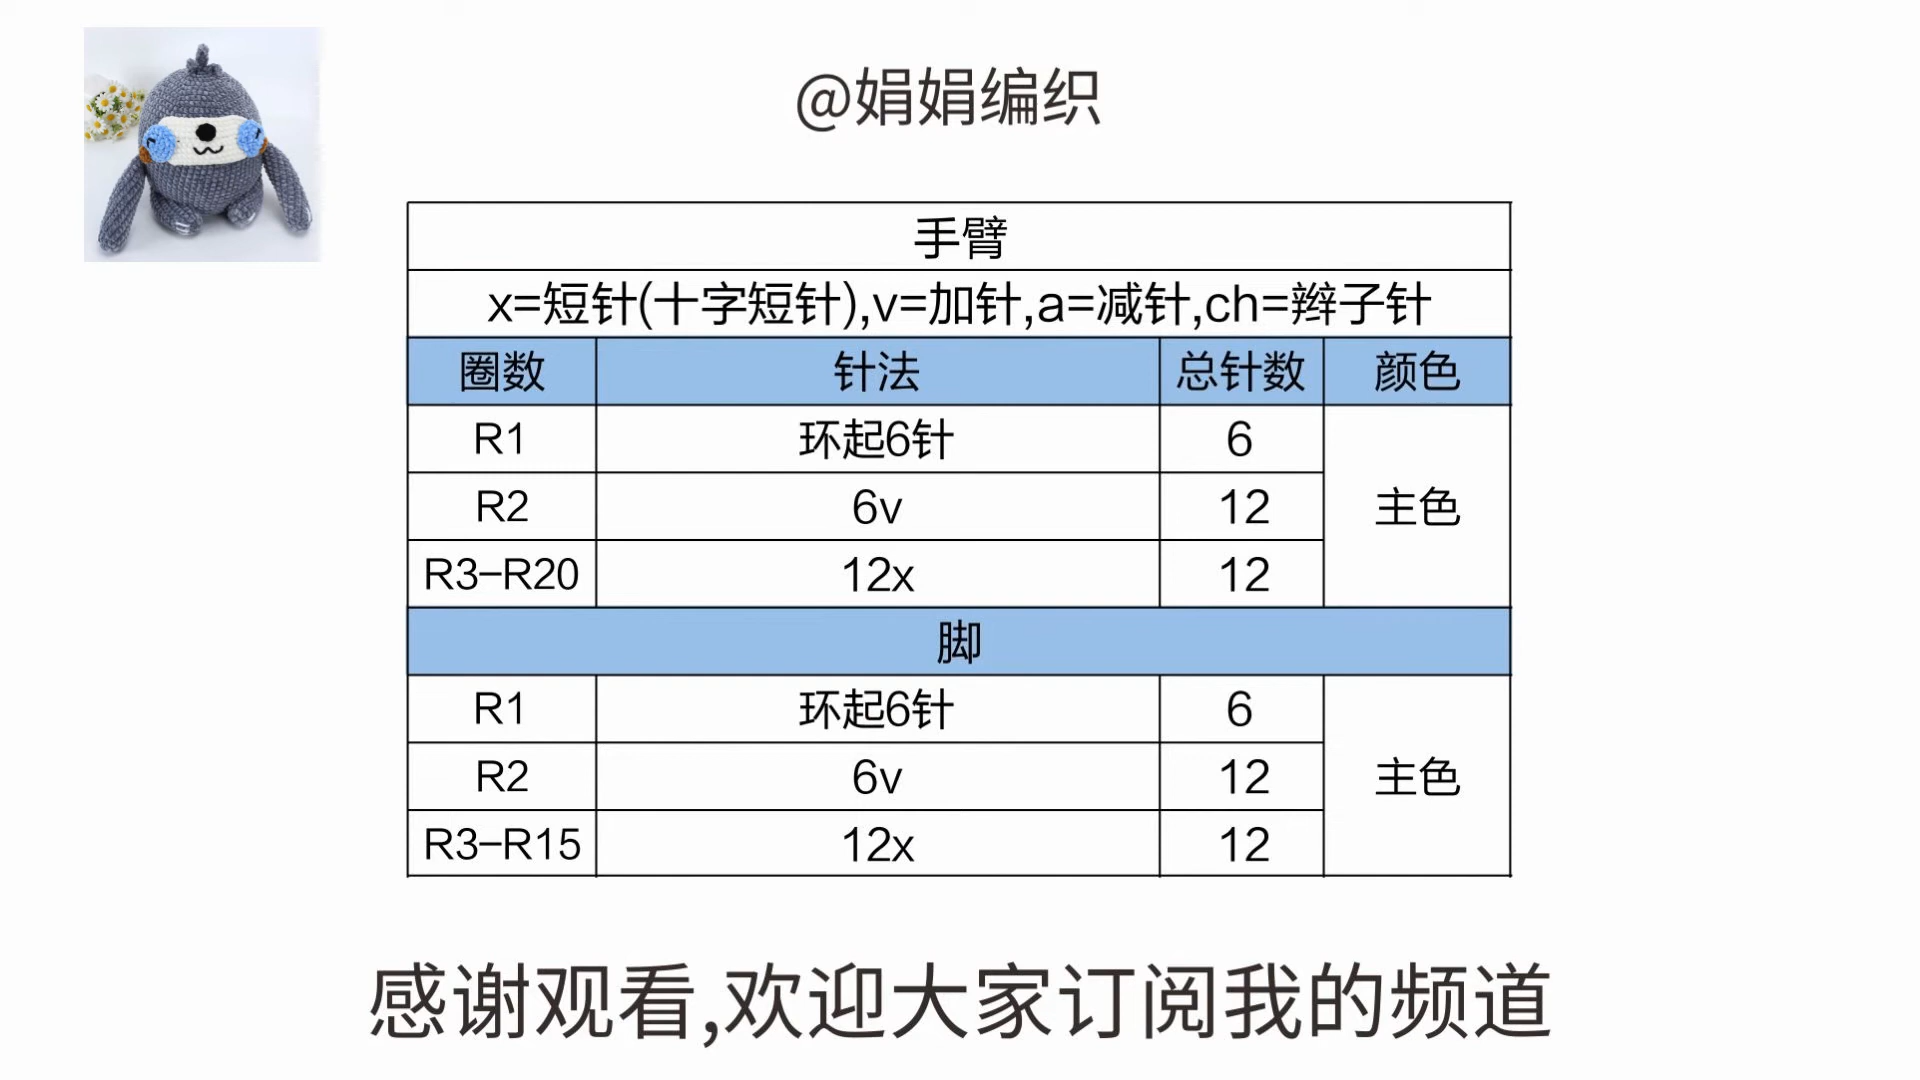 @娟娟编织
手臂
x=短针(十字短针),v=加针,a=减针,ch=辫子针
圈数 针法 总针数 颜色
R1 环起6针 6
R2 6v 12 主色
R3-R20 12x 12
脚
R1 环起6针 6
R2 6v 12 主色
R3-R15 12x 12
感谢观看,欢迎大家订阅我的频道